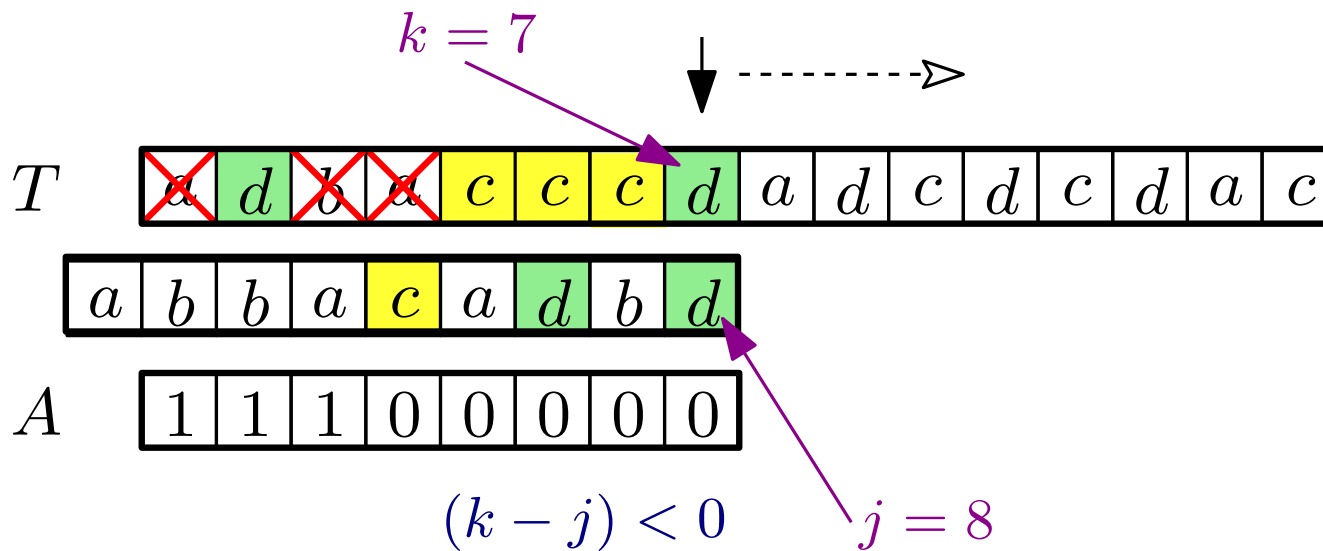 k = 7
T a d b a c c c d a d c d c d a c
a b b a c a d b d
A 1 1 1 0 0 0 0 0
(k − j) < 0 j = 8